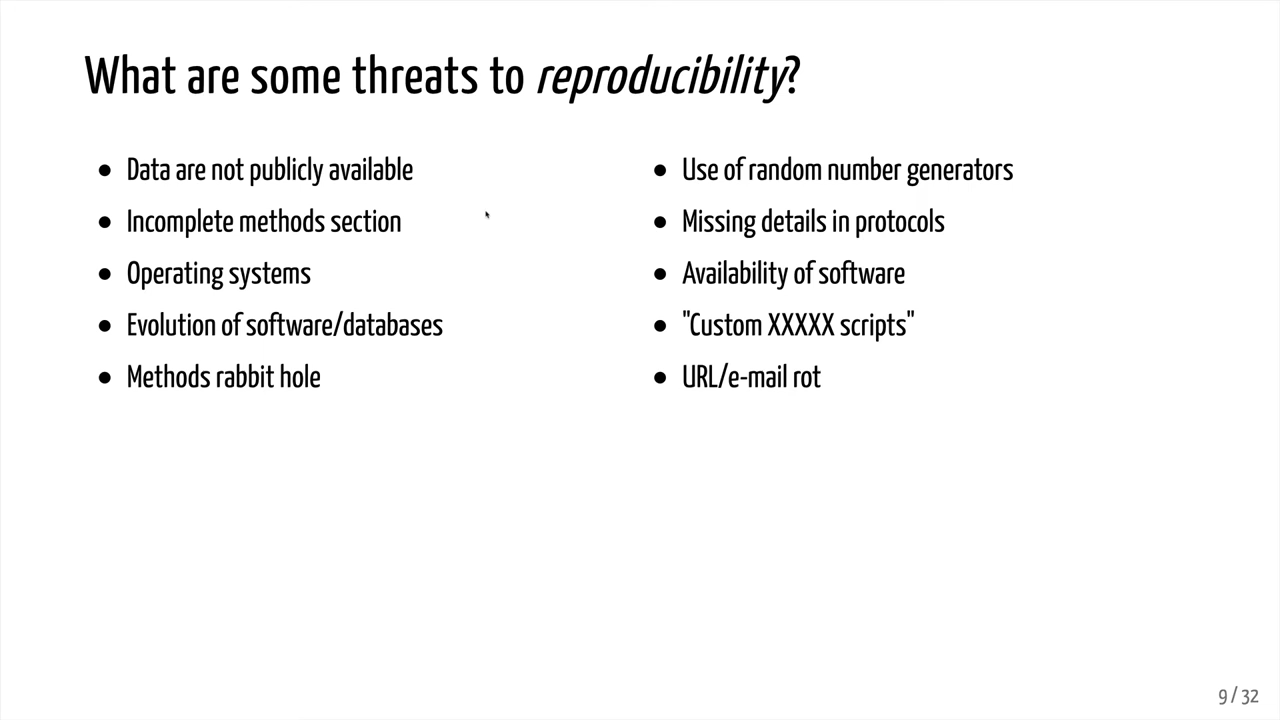 What are some threats to reproducibility?
• Data are not publicly available
• Incomplete methods section
• Operating systems
• Evolution of software/databases
• Methods rabbit hole
• Use of random number generators
• Missing details in protocols
• Availability of software
• "Custom XXXXX scripts"
• URL/e-mail rot
9 / 32